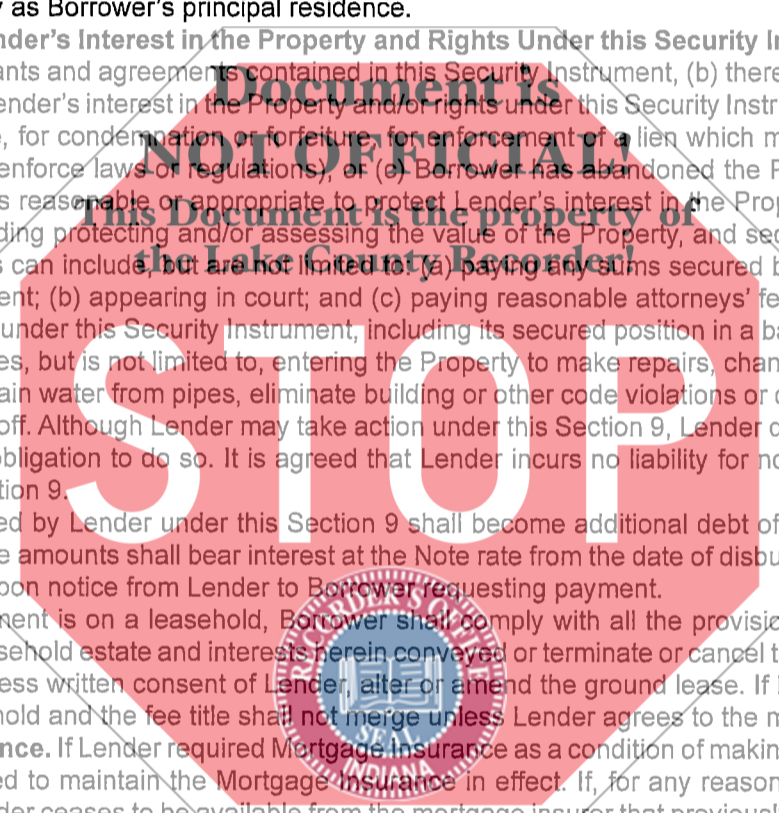 y as Borrower's principal residence.
nder's Interest in the Property and Rights Under this Security In
ants and agreements contained in this Security Instrument, (b) there
Document is
ender's interest in the Property and/or rights under this Security Instr
e, for condemnation or forfeiture, for enforcement of a lien which m
NOT OFFICIAL!
enforce laws or regulations), or (e) Borrower has abandoned the P
s reasonable or appropriate to protect Lender's interest in the Prop
This Document is the property of
ding protecting and/or assessing the value of the Property, and sec
the Lake County Recorder!
s can include, but are not limited to: (a) paying any sums secured b
ent; (b) appearing in court; and (c) paying reasonable attorneys' fe
under this Security Instrument, including its secured position in a ba
es, but is not limited to, entering the Property to make repairs, chan
ain water from pipes, eliminate building or other code violations or d
off. Although Lender may take action under this Section 9, Lender d
STOP
obligation to do so. It is agreed that Lender incurs no liability for no
tion 9.
ed by Lender under this Section 9 shall become additional debt of
e amounts shall bear interest at the Note rate from the date of disbu
pon notice from Lender to Borrower requesting payment.
ment is on a leasehold, Borrower shall comply with all the provisio
sehold estate and interests herein conveyed or terminate or cancel t
ess written consent of Lender, alter or amend the ground lease. If
hold and the fee title shall not merge unless Lender agrees to the m
RECORDER'S OFFICE
SEAL
INDIANA
nce. If Lender required Mortgage Insurance as a condition of makin
ed to maintain the Mortgage Insurance in effect. If, for any reason
der ceases to be available from the mortgage insurer that previousl